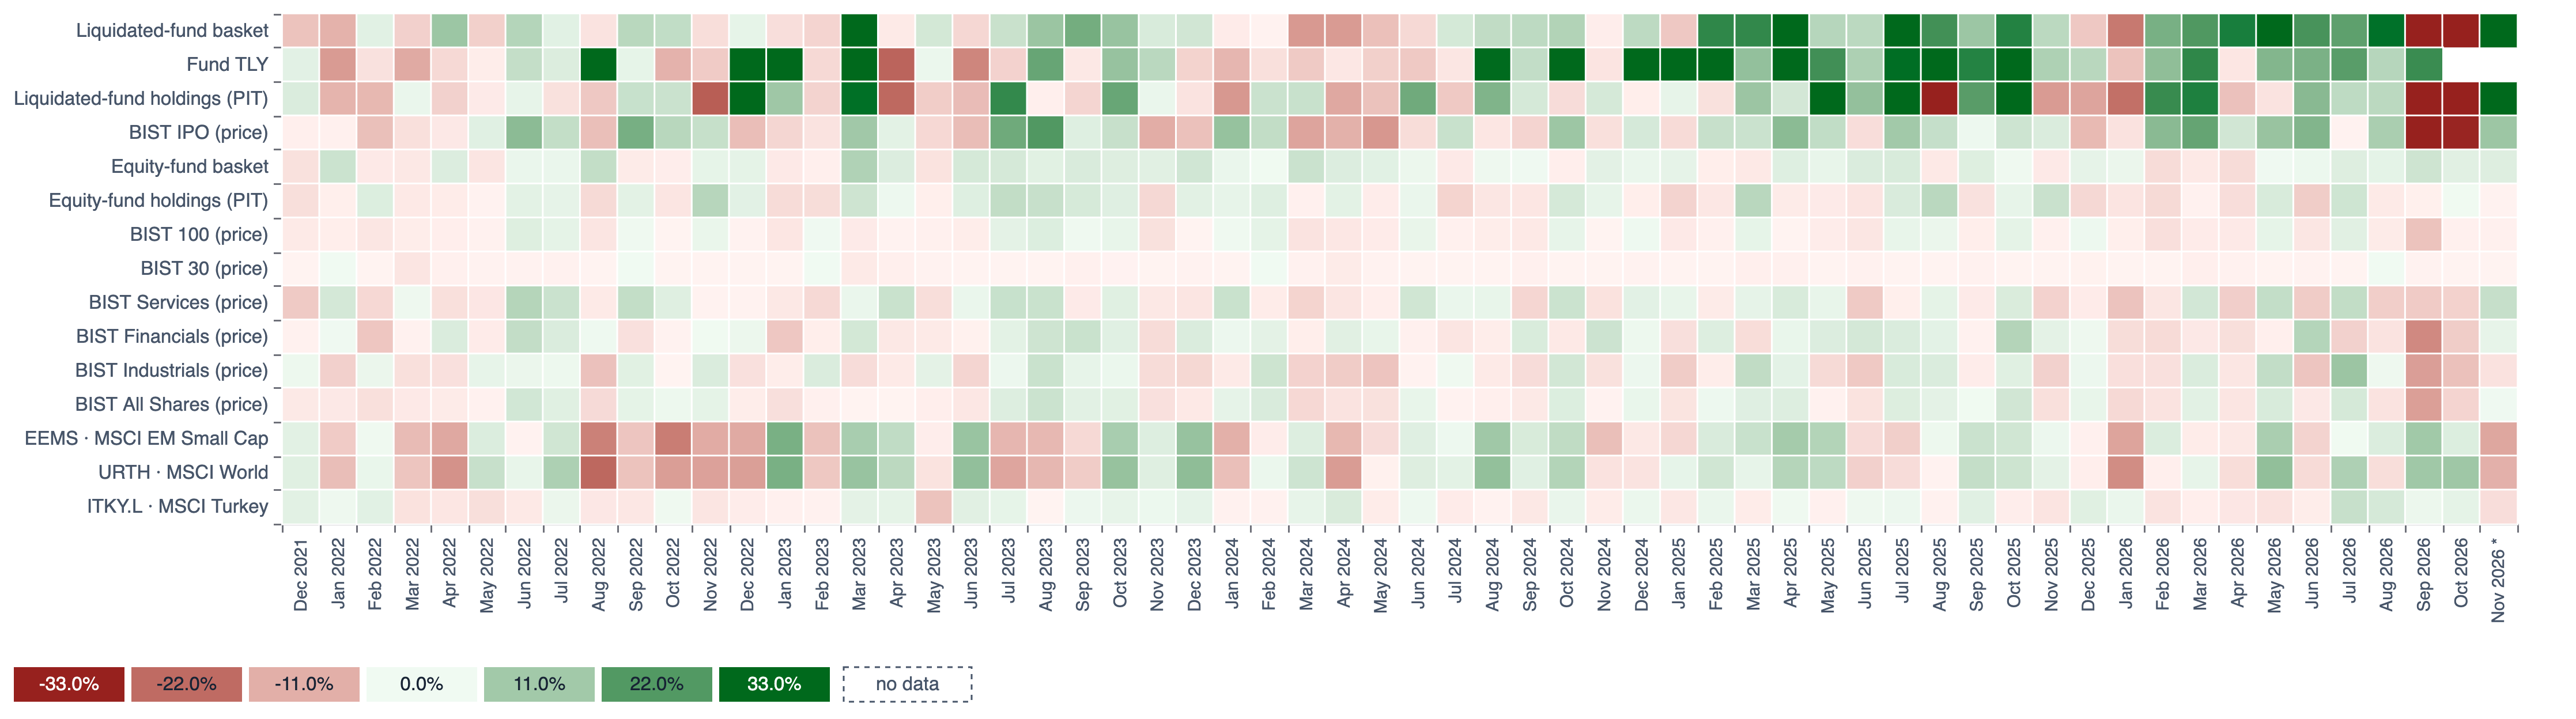 Liquidated-fund basket
Fund TLY
Liquidated-fund holdings (PIT)
BIST IPO (price)
Equity-fund basket
Equity-fund holdings (PIT)
BIST 100 (price)
BIST 30 (price)
BIST Services (price)
BIST Financials (price)
BIST Industrials (price)
BIST All Shares (price)
EEMS · MSCI EM Small Cap
URTH · MSCI World
ITKY.L · MSCI Turkey
Dec 2021
Jan 2022
Feb 2022
Mar 2022
Apr 2022
May 2022
Jun 2022
Jul 2022
Aug 2022
Sep 2022
Oct 2022
Nov 2022
Dec 2022
Jan 2023
Feb 2023
Mar 2023
Apr 2023
May 2023
Jun 2023
Jul 2023
Aug 2023
Sep 2023
Oct 2023
Nov 2023
Dec 2023
Jan 2024
Feb 2024
Mar 2024
Apr 2024
May 2024
Jun 2024
Jul 2024
Aug 2024
Sep 2024
Oct 2024
Nov 2024
Dec 2024
Jan 2025
Feb 2025
Mar 2025
Apr 2025
May 2025
Jun 2025
Jul 2025
Aug 2025
Sep 2025
Oct 2025
Nov 2025
Dec 2025
Jan 2026
Feb 2026
Mar 2026
Apr 2026
May 2026
Jun 2026
Jul 2026
Aug 2026
Sep 2026
Oct 2026
Nov 2026 *
-33.0%
-22.0%
-11.0%
0.0%
11.0%
22.0%
33.0%
no data